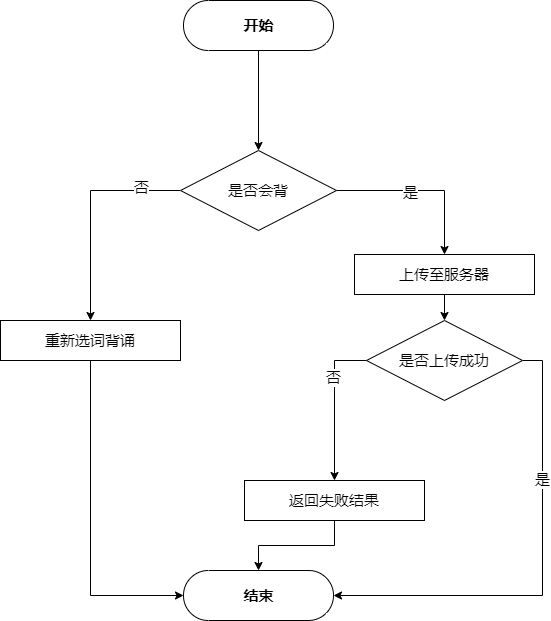 开始
是否会背
否
是
上传至服务器
重新选词背诵
是否上传成功
否
是
返回失败结果
结束